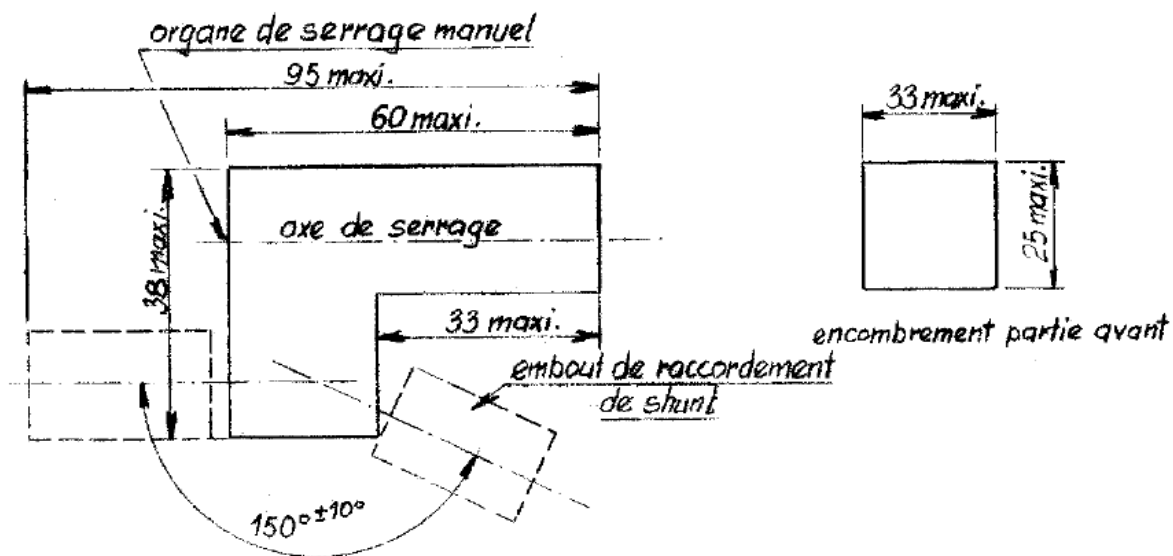 organe de serrage manuel
95 maxi.
60 maxi.
33 maxi.
axe de serrage
38 maxi.
25 maxi.
33 maxi.
encombrement partie avant
embout de raccordement
de shunt
150° ±10°